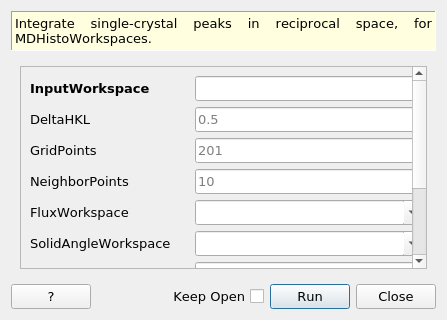 Integrate single-crystal peaks in reciprocal space, for
MDHistoWorkspaces.
InputWorkspace
DeltaHKL 0.5
GridPoints 201
NeighborPoints 10
FluxWorkspace
SolidAngleWorkspace
? Keep Open Run Close